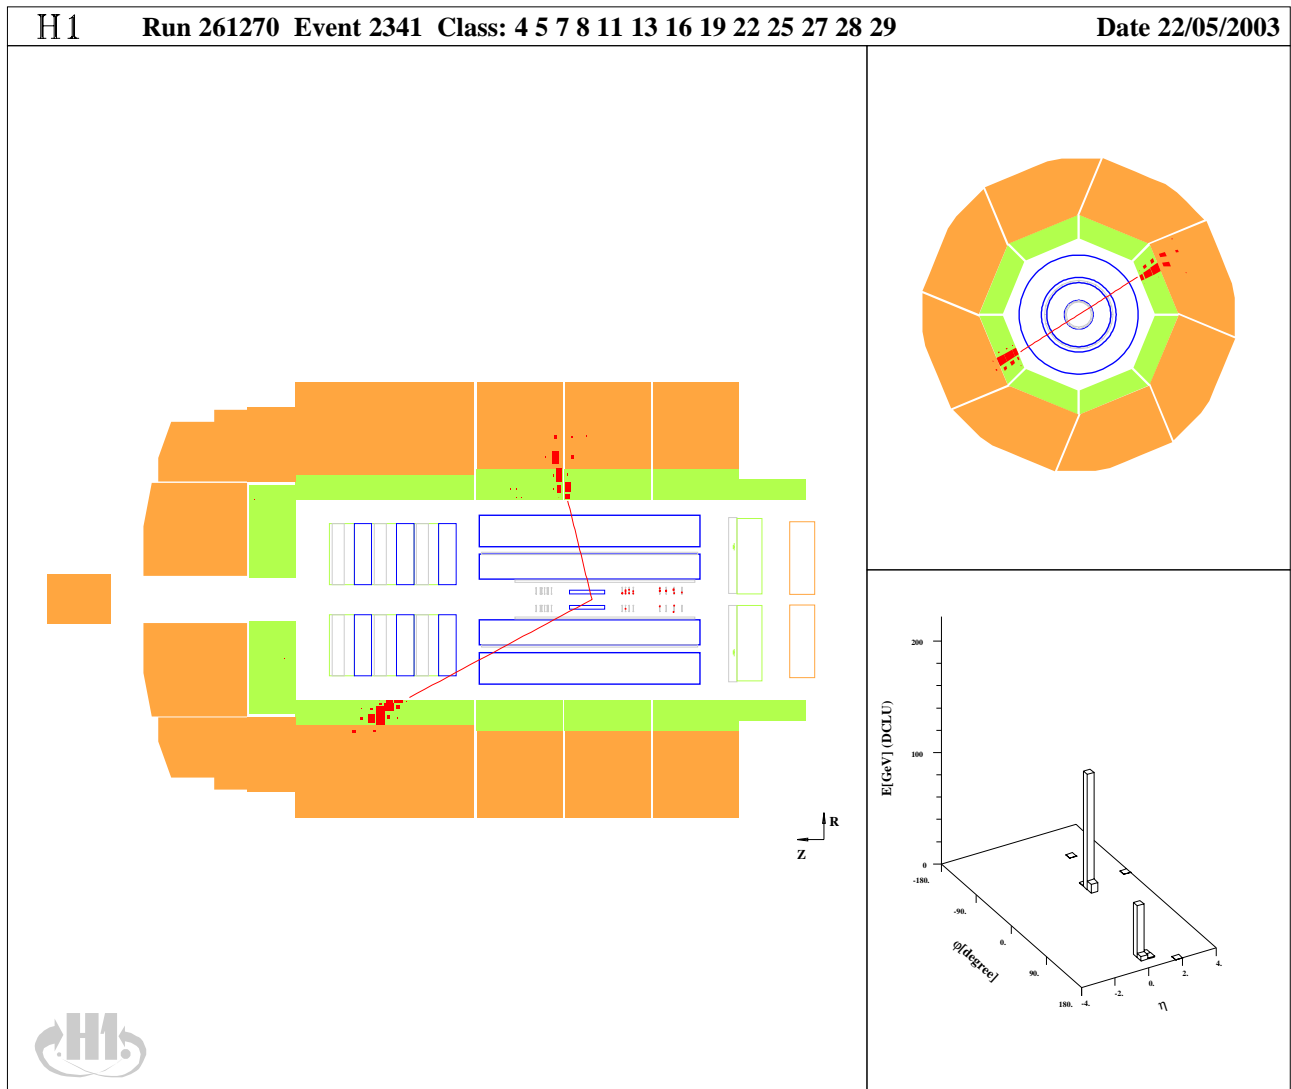 H1 Run 261270 Event 2341 Class: 4 5 7 8 11 13 16 19 22 25 27 28 29 Date 22/05/2003
R
Z
E[GeV] (DCLU)
200
100
0
-180.
-90.
0.
90.
180.
φ[degree]
-4.
-2.
0.
2.
4.
η
H1